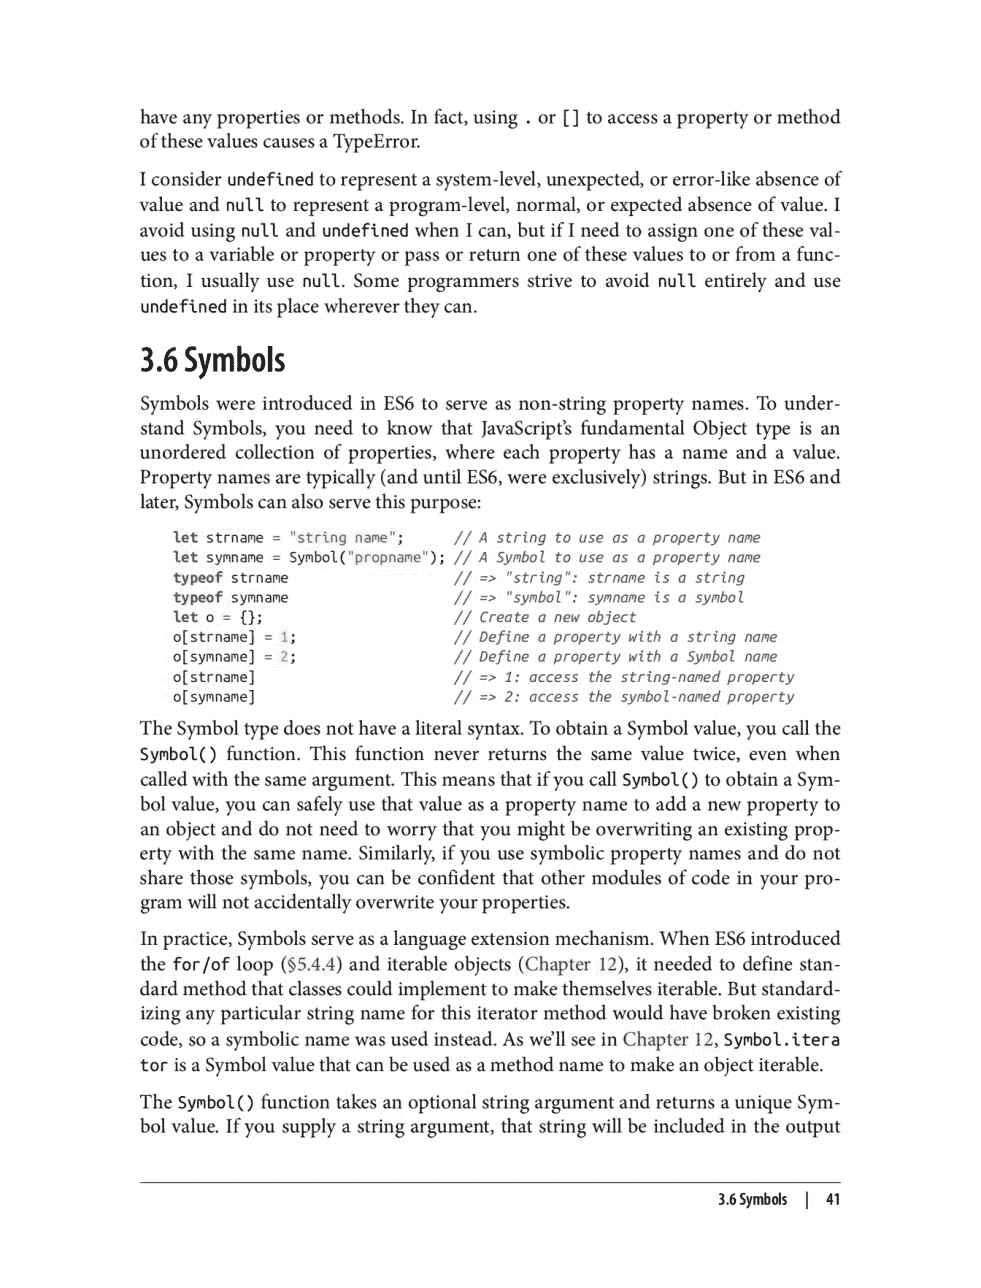 have any properties or methods. In fact, using . or [] to access a property or method
of these values causes a TypeError.
I consider undefined to represent a system-level, unexpected, or error-like absence of
value and null to represent a program-level, normal, or expected absence of value. I
avoid using null and undefined when I can, but if I need to assign one of these val-
ues to a variable or property or pass or return one of these values to or from a func-
tion, I usually use null. Some programmers strive to avoid null entirely and use
undefined in its place wherever they can.
3.6 Symbols
Symbols were introduced in ES6 to serve as non-string property names. To under-
stand Symbols, you need to know that JavaScript’s fundamental Object type is an
unordered collection of properties, where each property has a name and a value.
Property names are typically (and until ES6, were exclusively) strings. But in ES6 and
later, Symbols can also serve this purpose:
let strname = "string name";      // A string to use as a property name
let symname = Symbol("propname"); // A Symbol to use as a property name
typeof strname                    // => "string": strname is a string
typeof symname                    // => "symbol": symname is a symbol
let o = {};                       // Create a new object
o[strname] = 1;                   // Define a property with a string name
o[symname] = 2;                   // Define a property with a Symbol name
o[strname]                        // => 1: access the string-named property
o[symname]                        // => 2: access the symbol-named property
The Symbol type does not have a literal syntax. To obtain a Symbol value, you call the
Symbol() function. This function never returns the same value twice, even when
called with the same argument. This means that if you call Symbol() to obtain a Sym-
bol value, you can safely use that value as a property name to add a new property to
an object and do not need to worry that you might be overwriting an existing prop-
erty with the same name. Similarly, if you use symbolic property names and do not
share those symbols, you can be confident that other modules of code in your pro-
gram will not accidentally overwrite your properties.
In practice, Symbols serve as a language extension mechanism. When ES6 introduced
the for/of loop (§5.4.4) and iterable objects (Chapter 12), it needed to define stan-
dard method that classes could implement to make themselves iterable. But standard-
izing any particular string name for this iterator method would have broken existing
code, so a symbolic name was used instead. As we’ll see in Chapter 12, Symbol.itera
tor is a Symbol value that can be used as a method name to make an object iterable.
The Symbol() function takes an optional string argument and returns a unique Sym-
bol value. If you supply a string argument, that string will be included in the output
3.6 Symbols | 41